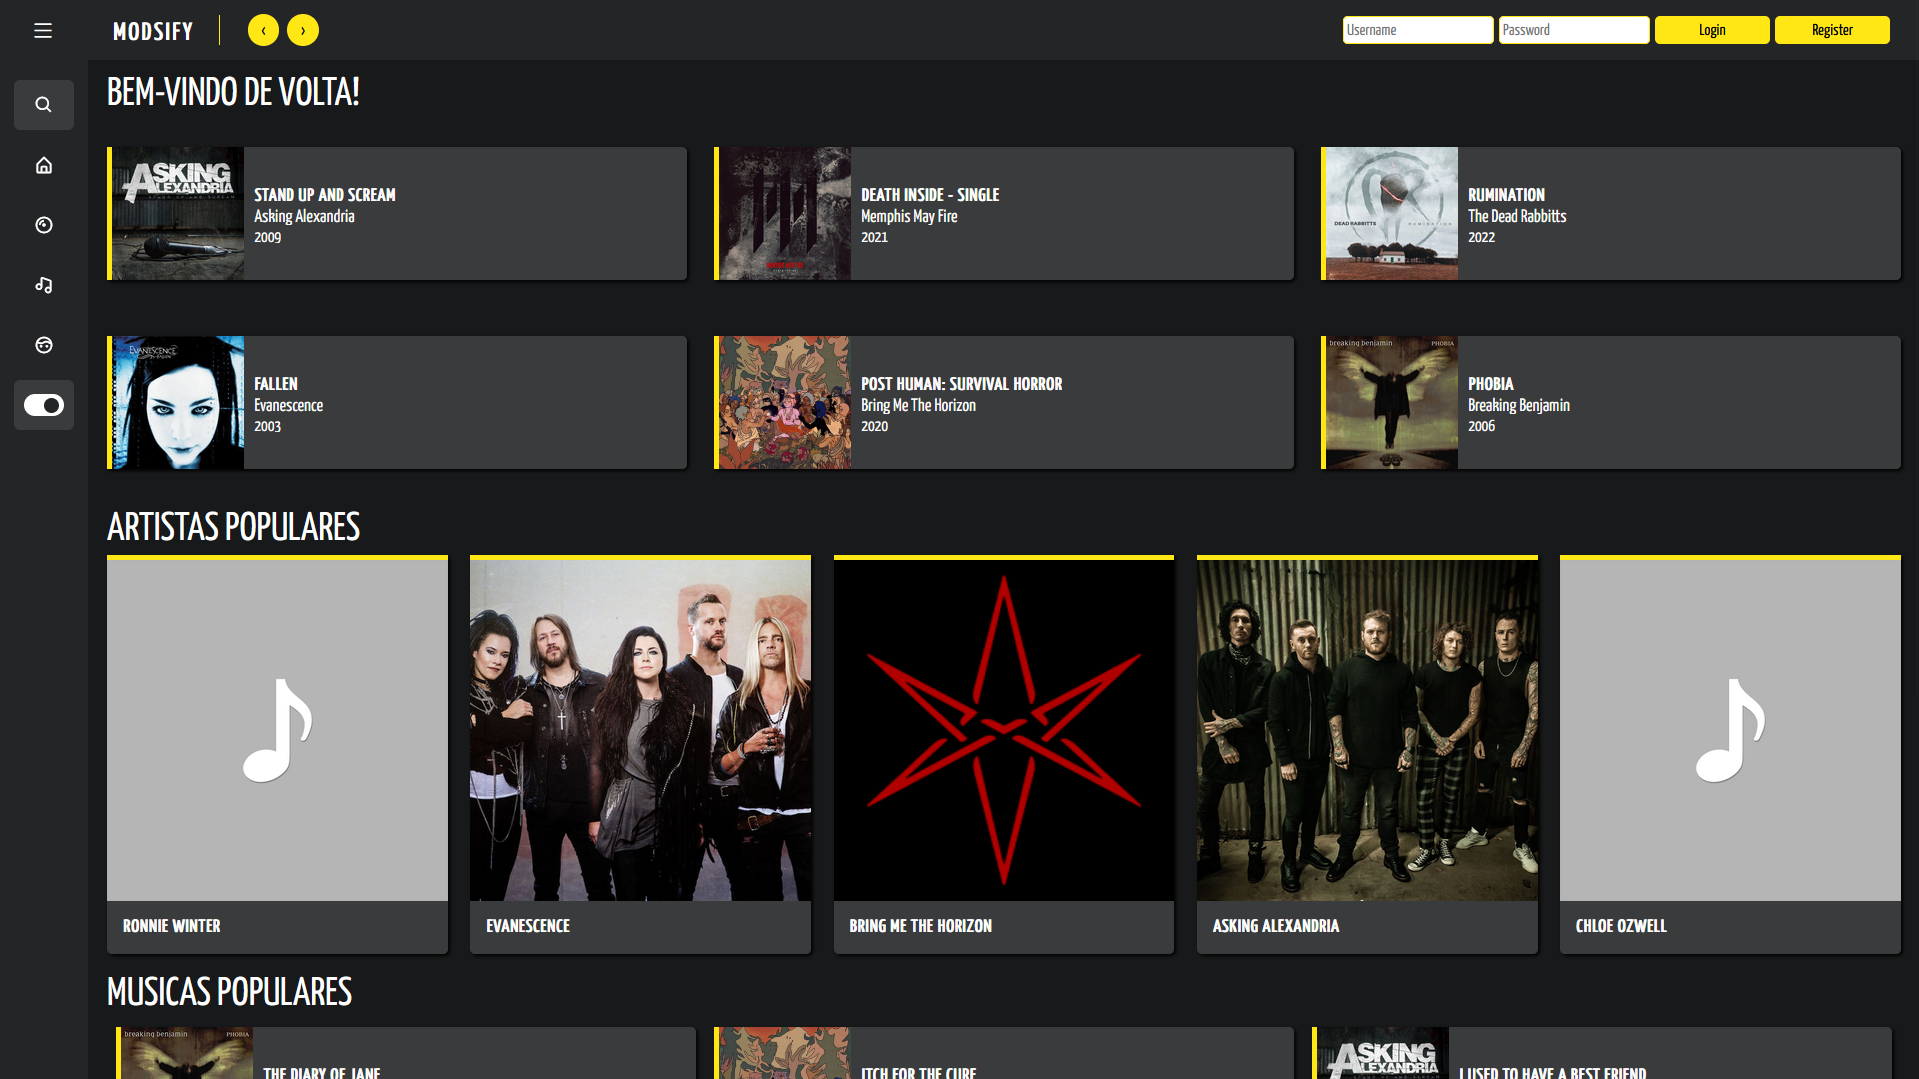 MODSIFY
‹
›
Username
Password
Login
Register
BEM-VINDO DE VOLTA!
ASKING
ALEXANDRIA
STAND UP AND SCREAM
STAND UP AND SCREAM
Asking Alexandria
2009
DEATH INSIDE - SINGLE
Memphis May Fire
2021
DEAD RABBITTS
RUMINATION
RUMINATION
The Dead Rabbitts
2022
EVANESCENCE
FALLEN
Evanescence
2003
POST HUMAN: SURVIVAL HORROR
Bring Me The Horizon
2020
breaking benjamin
PHOBIA
PHOBIA
Breaking Benjamin
2006
ARTISTAS POPULARES
RONNIE WINTER
EVANESCENCE
BRING ME THE HORIZON
ASKING ALEXANDRIA
CHLOE OZWELL
MUSICAS POPULARES
breaking benjamin
PHOBIA
THE DIARY OF JANE
ITCH FOR THE CURE
ASKING
ALEXANDRIA
I USED TO HAVE A BEST FRIEND